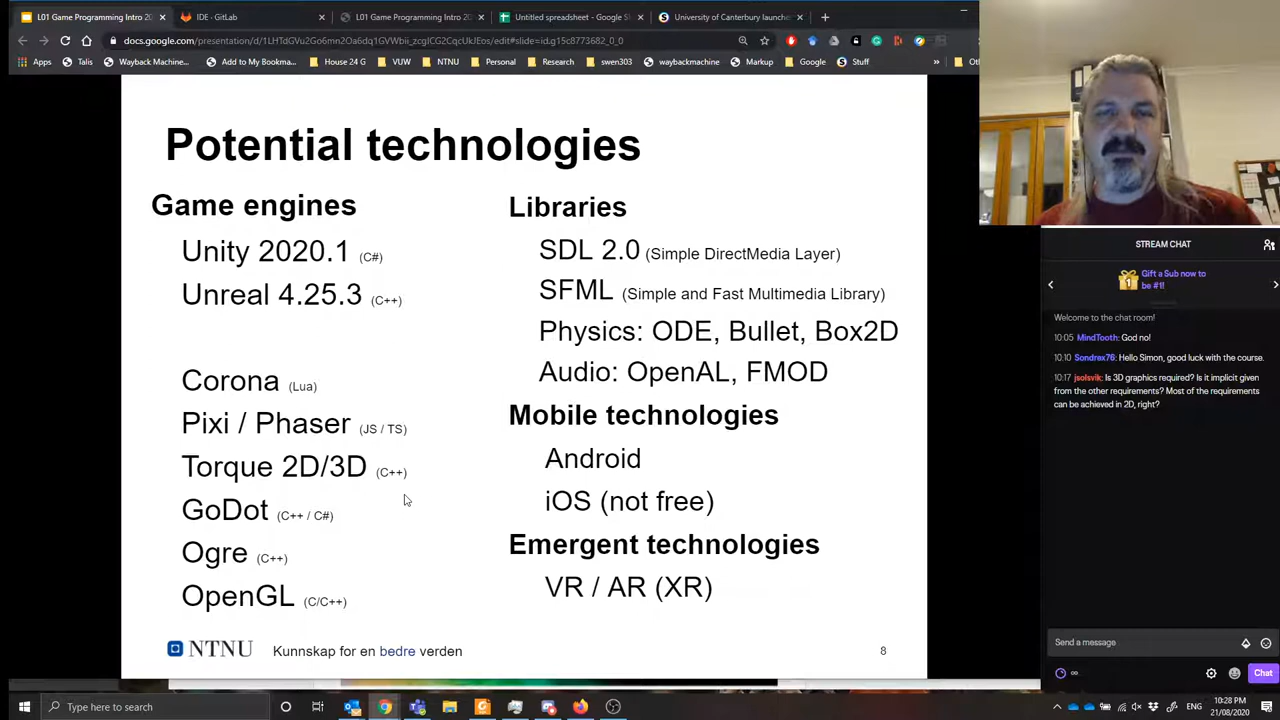 L01 Game Programming Intro 20
IDE · GitLab
L01 Game Programming Intro 20
Untitled spreadsheet - Google S
University of Canterbury launche
docs.google.com/presentation/d/
Apps
Talis
Wayback Machine...
Add to My Bookma...
House 24 G
VUW
NTNU
Personal
Research
swen303
waybackmachine
Markup
Google
Stuff
Potential technologies
Game engines
Unity 2020.1 (C#)
Unreal 4.25.3 (C++)
Corona (Lua)
Pixi / Phaser (JS / TS)
Torque 2D/3D (C++)
GoDot (C++ / C#)
Ogre (C++)
OpenGL (C/C++)
Libraries
SDL 2.0 (Simple DirectMedia Layer)
SFML (Simple and Fast Multimedia Library)
Physics: ODE, Bullet, Box2D
Audio: OpenAL, FMOD
Mobile technologies
Android
iOS (not free)
Emergent technologies
VR / AR (XR)
NTNU
Kunnskap for en bedre verden
8
STREAM CHAT
Gift a Sub now to
be #1!
1
Welcome to the chat room!
10:05 MindTooth: God no!
10:10 Sondrax76: Hello Simon, good luck with the course.
10:17 jsolsvik: Is 3D graphics required? Is it implicit given
from the other requirements? Most of the requirements
can be achieved in 2D, right?
Send a message
Chat
Type here to search
ENG
10:28 PM
21/08/2020